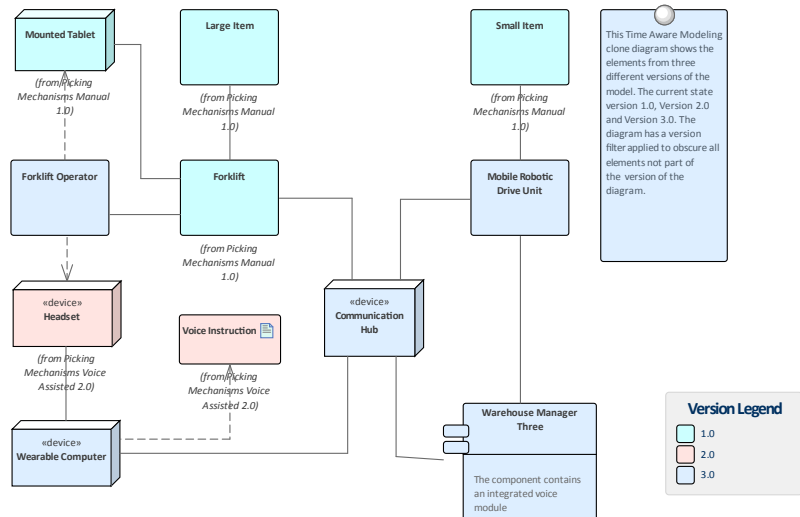 Mounted Tablet
(from Picking
Mechanisms Manual
1.0)
Large Item
(from Picking
Mechanisms Manual
1.0)
Small Item
(from Picking
Mechanisms Manual
1.0)
This Time Aware Modeling
clone diagram shows the
elements from three
different versions of the
model. The current state
version 1.0, Version 2.0
and Version 3.0. The
diagram has a version
filter applied to obscure all
elements not part of
the version of the
diagram.
Forklift Operator
Forklift
(from Picking
Mechanisms Manual
1.0)
Mobile Robotic
Drive Unit
«device»
Headset
(from Picking
Mechanisms Voice
Assisted 2.0)
Voice Instruction
(from Picking
Mechanisms Voice
Assisted 2.0)
«device»
Communication
Hub
«device»
Wearable Computer
Warehouse Manager
Three
The component contains
an integrated voice
module
Version Legend
1.0
2.0
3.0